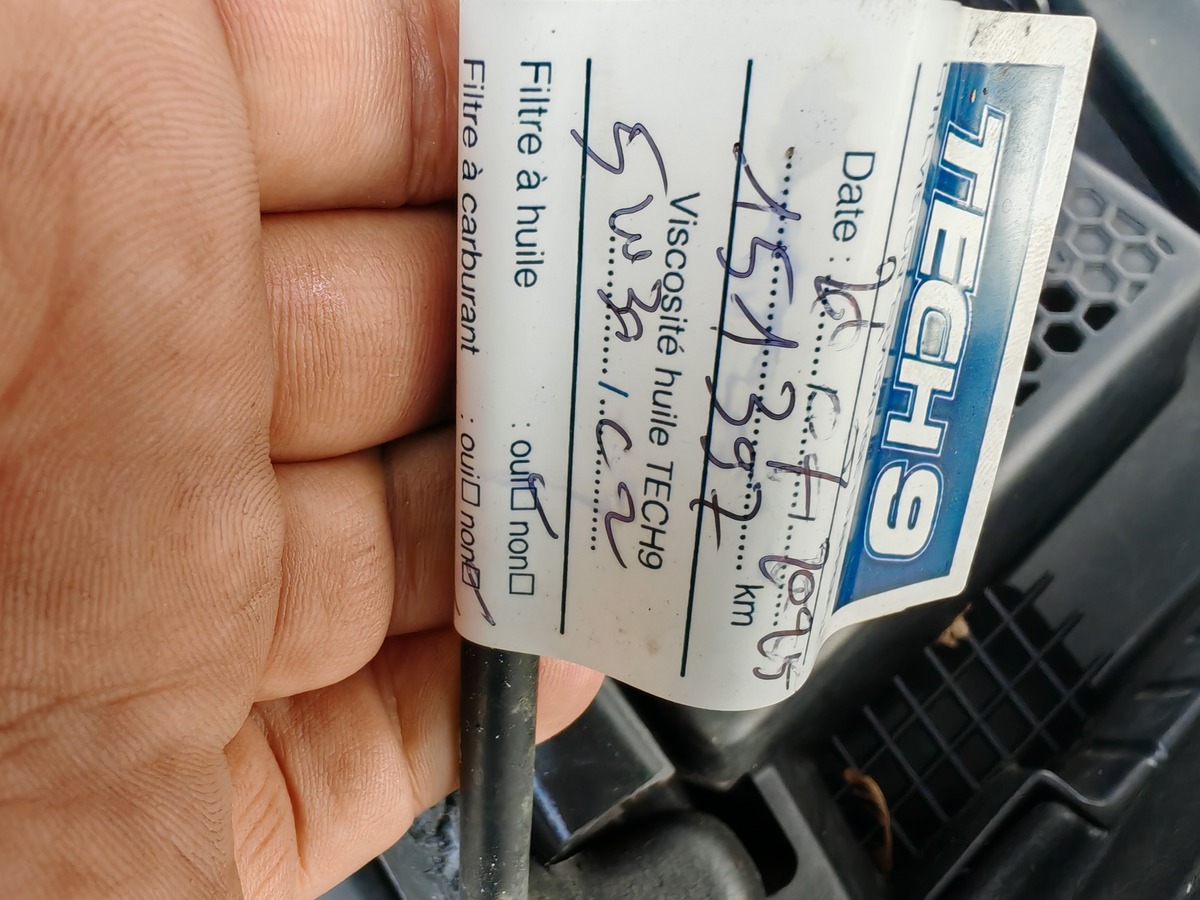 TECH9
Date : 26 / 07 / 2025
151397 km
Viscosité huile TECH9
5W30 / C2
Filtre à huile : oui☑ non☐
Filtre à carburant : oui☐ non☑